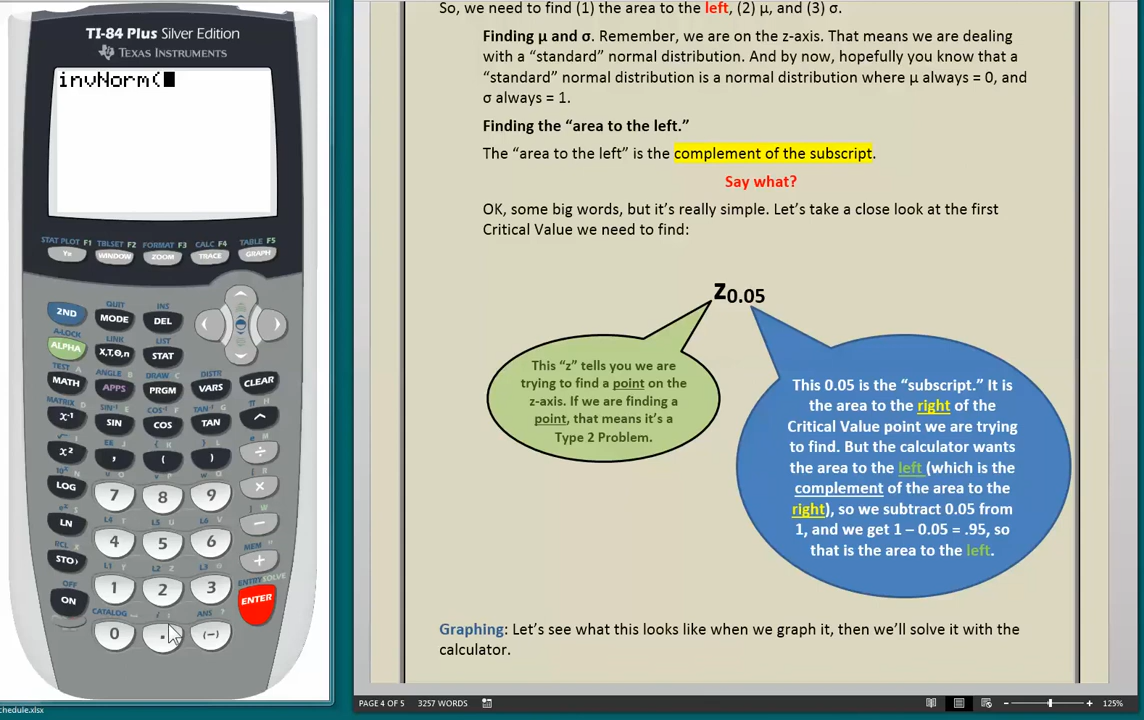 TI-84 Plus Silver Edition
TEXAS INSTRUMENTS
invNorm(
STAT PLOT F1 TBLSET F2 FORMAT F3 CALC F4 TABLE F5
Y= WINDOW ZOOM TRACE GRAPH
QUIT INS
2ND MODE DEL
A-LOCK LINK LIST
ALPHA X,T,Θ,n STAT
TEST A ANGLE B DRAW C DISTR
MATH APPS PRGM VARS CLEAR
MATRIX D SIN⁻¹ E COS⁻¹ F TAN⁻¹ G π H
x⁻¹ SIN COS TAN ^
√ I EE J { K } L e M
x² , ( ) ÷
10ˣ N u O v P w Q [ R
LOG 7 8 9 ×
eˣ S L4 T L5 U L6 V ] W
LN 4 5 6 −
RCL X L1 Y L2 Z L3 θ MEM "
STO› 1 2 3 +
OFF ENTRY SOLVE
ON ENTER
CATALOG i : ANS ?
0 . (−)
chedule.xlsx
So, we need to find (1) the area to the left, (2) μ, and (3) σ.
Finding μ and σ. Remember, we are on the z-axis. That means we are dealing
with a “standard” normal distribution. And by now, hopefully you know that a
“standard” normal distribution is a normal distribution where μ always = 0, and
σ always = 1.
Finding the “area to the left.”
The “area to the left” is the complement of the subscript.
Say what?
OK, some big words, but it’s really simple. Let’s take a close look at the first
Critical Value we need to find:
z0.05
This “z” tells you we are
trying to find a point on the
z-axis. If we are finding a
point, that means it’s a
Type 2 Problem.
This 0.05 is the “subscript.” It is
the area to the right of the
Critical Value point we are trying
to find. But the calculator wants
the area to the left (which is the
complement of the area to the
right), so we subtract 0.05 from
1, and we get 1 – 0.05 = .95, so
that is the area to the left.
Graphing: Let’s see what this looks like when we graph it, then we’ll solve it with the
calculator.
PAGE 4 OF 5 3257 WORDS 125%